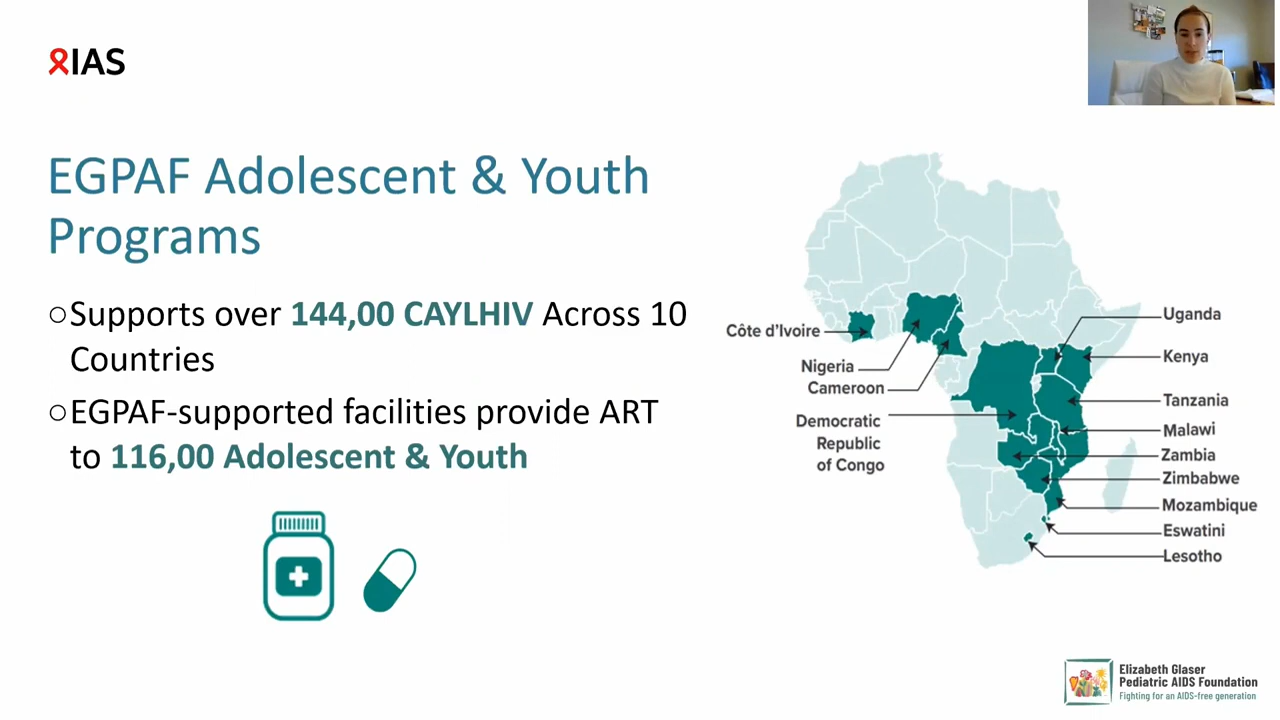 IAS
EGPAF Adolescent & Youth
Programs
○Supports over 144,00 CAYLHIV Across 10
Countries
○EGPAF-supported facilities provide ART
to 116,00 Adolescent & Youth
Côte d’Ivoire
Nigeria
Cameroon
Democratic
Republic
of Congo
Uganda
Kenya
Tanzania
Malawi
Zambia
Zimbabwe
Mozambique
Eswatini
Lesotho
Elizabeth Glaser
Pediatric AIDS Foundation
Fighting for an AIDS-free generation